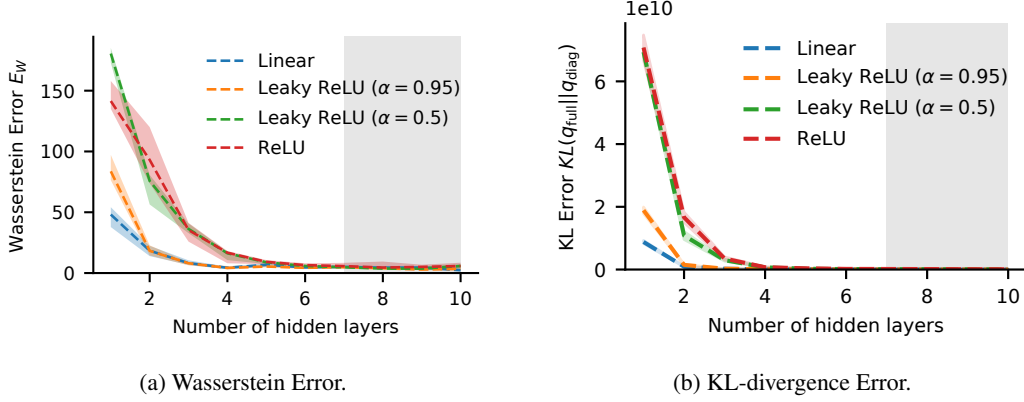 Wasserstein Error E_W
150
100
50
0
2
4
6
8
10
Number of hidden layers
Linear
Leaky ReLU (α = 0.95)
Leaky ReLU (α = 0.5)
ReLU
(a) Wasserstein Error.
1e10
KL Error KL(q_full||q_diag)
6
4
2
0
2
4
6
8
10
Number of hidden layers
Linear
Leaky ReLU (α = 0.95)
Leaky ReLU (α = 0.5)
ReLU
(b) KL-divergence Error.